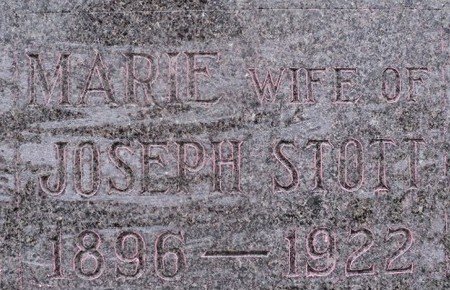 MARIE WIFE OF
JOSEPH STOTT
1896 — 1922